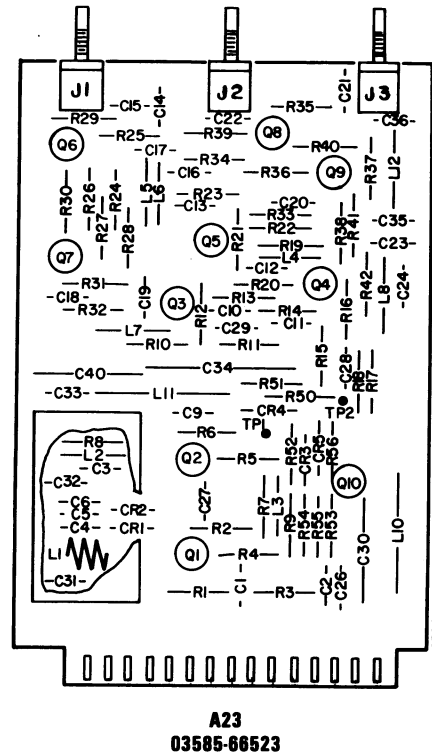 J1 J2 J3
C15 C14 C22 R35 C21 C36
R29 R39 Q8
Q6 R25 C17 R34 R40 Q9 R37 L12
C16 R36
R30 R26 R27 R24 R28 L5 L6 R23 C13 C20 R33 R22 R38 R41 C35
Q5 R21 R19 L4 C23
Q7 C12 R42 L8 C24
R31 C18 R32 C19 Q3 R12 R20 R13 C10 R14 C11 Q4 R16
L7 C29
R10 R11 R15
C34 C28 R18 R17
C40 R51
C33 L11 R50
C9 CR4 TP2
R6 TP1
R8 L2 C3 Q2 R5 R52 CR3 CR5 R56
C32 Q10
C6 C5 C4 CR2 CR1 C27 R7 L3 R9 R54 R55 R53 C30 L10
R2
L1 Q1 R4
C31 R1 C1 R3 C2 C26
A23
03585-66523